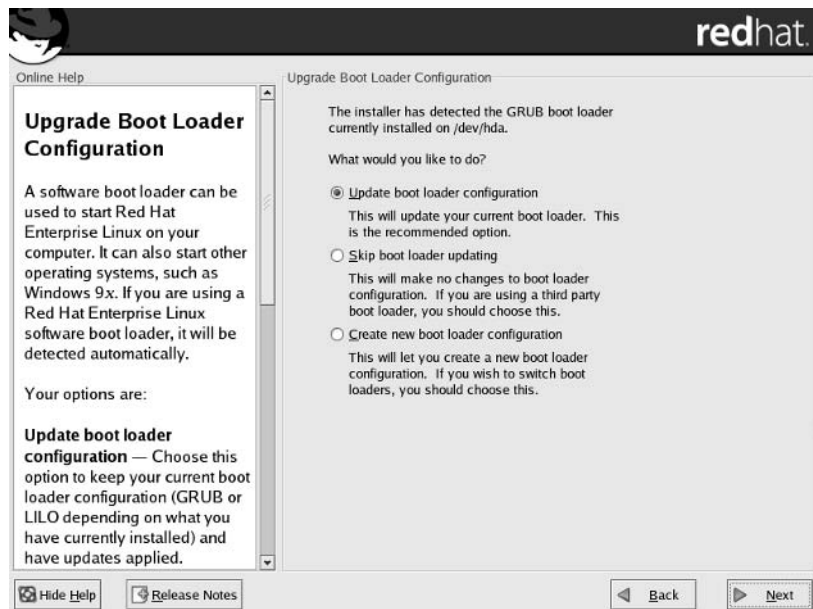 redhat.
Online Help
Upgrade Boot Loader
Configuration
A software boot loader can be
used to start Red Hat
Enterprise Linux on your
computer. It can also start other
operating systems, such as
Windows 9x. If you are using a
Red Hat Enterprise Linux
software boot loader, it will be
detected automatically.
Your options are:
Update boot loader
configuration — Choose this
option to keep your current boot
loader configuration (GRUB or
LILO depending on what you
have currently installed) and
have updates applied.
Upgrade Boot Loader Configuration
The installer has detected the GRUB boot loader
currently installed on /dev/hda.
What would you like to do?
Update boot loader configuration
This will update your current boot loader. This
is the recommended option.
Skip boot loader updating
This will make no changes to boot loader
configuration. If you are using a third party
boot loader, you should choose this.
Create new boot loader configuration
This will let you create a new boot loader
configuration. If you wish to switch boot
loaders, you should choose this.
Hide Help
Release Notes
Back
Next